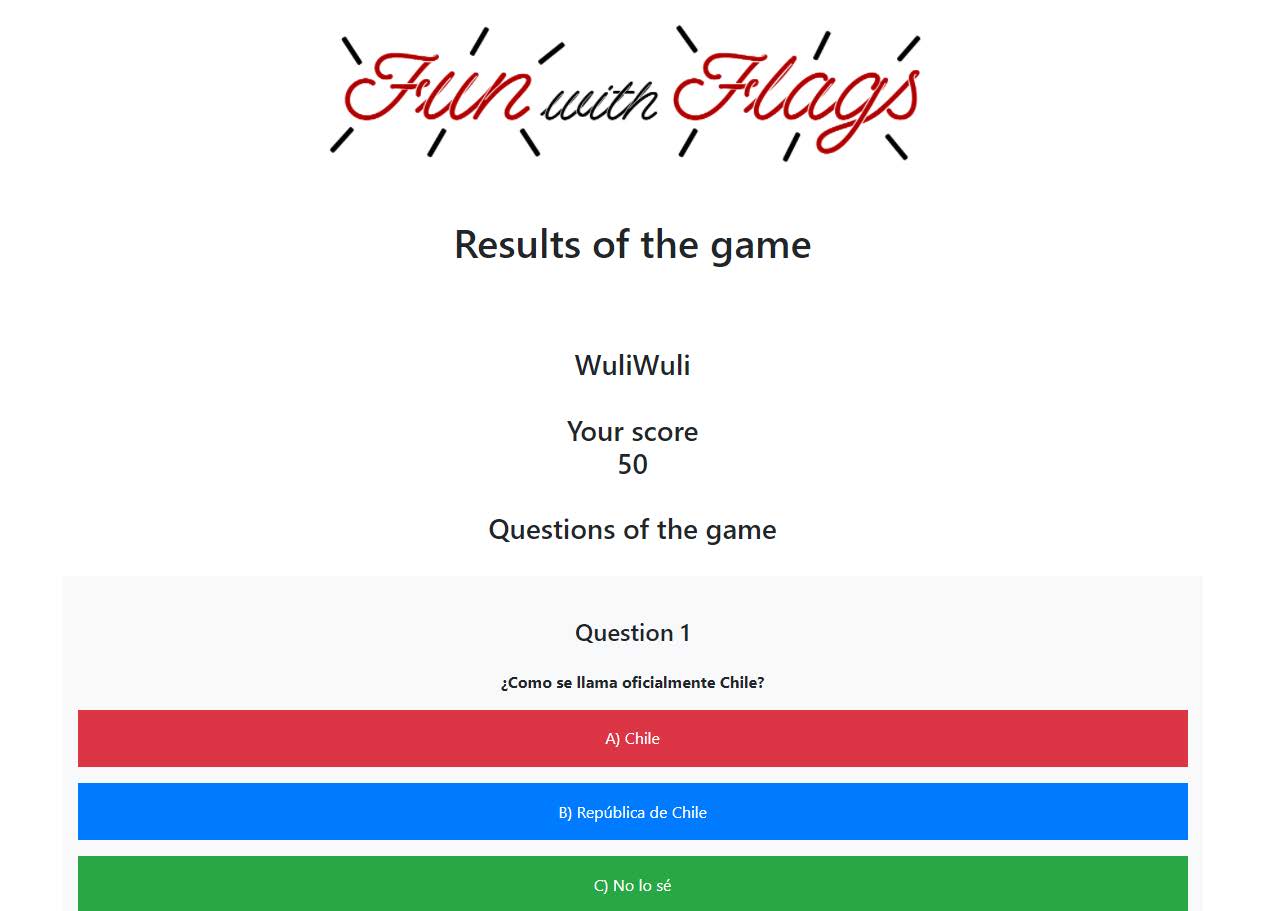 Fun with Flags
Results of the game
WuliWuli
Your score
50
Questions of the game
Question 1
¿Como se llama oficialmente Chile?
A) Chile
B) República de Chile
C) No lo sé